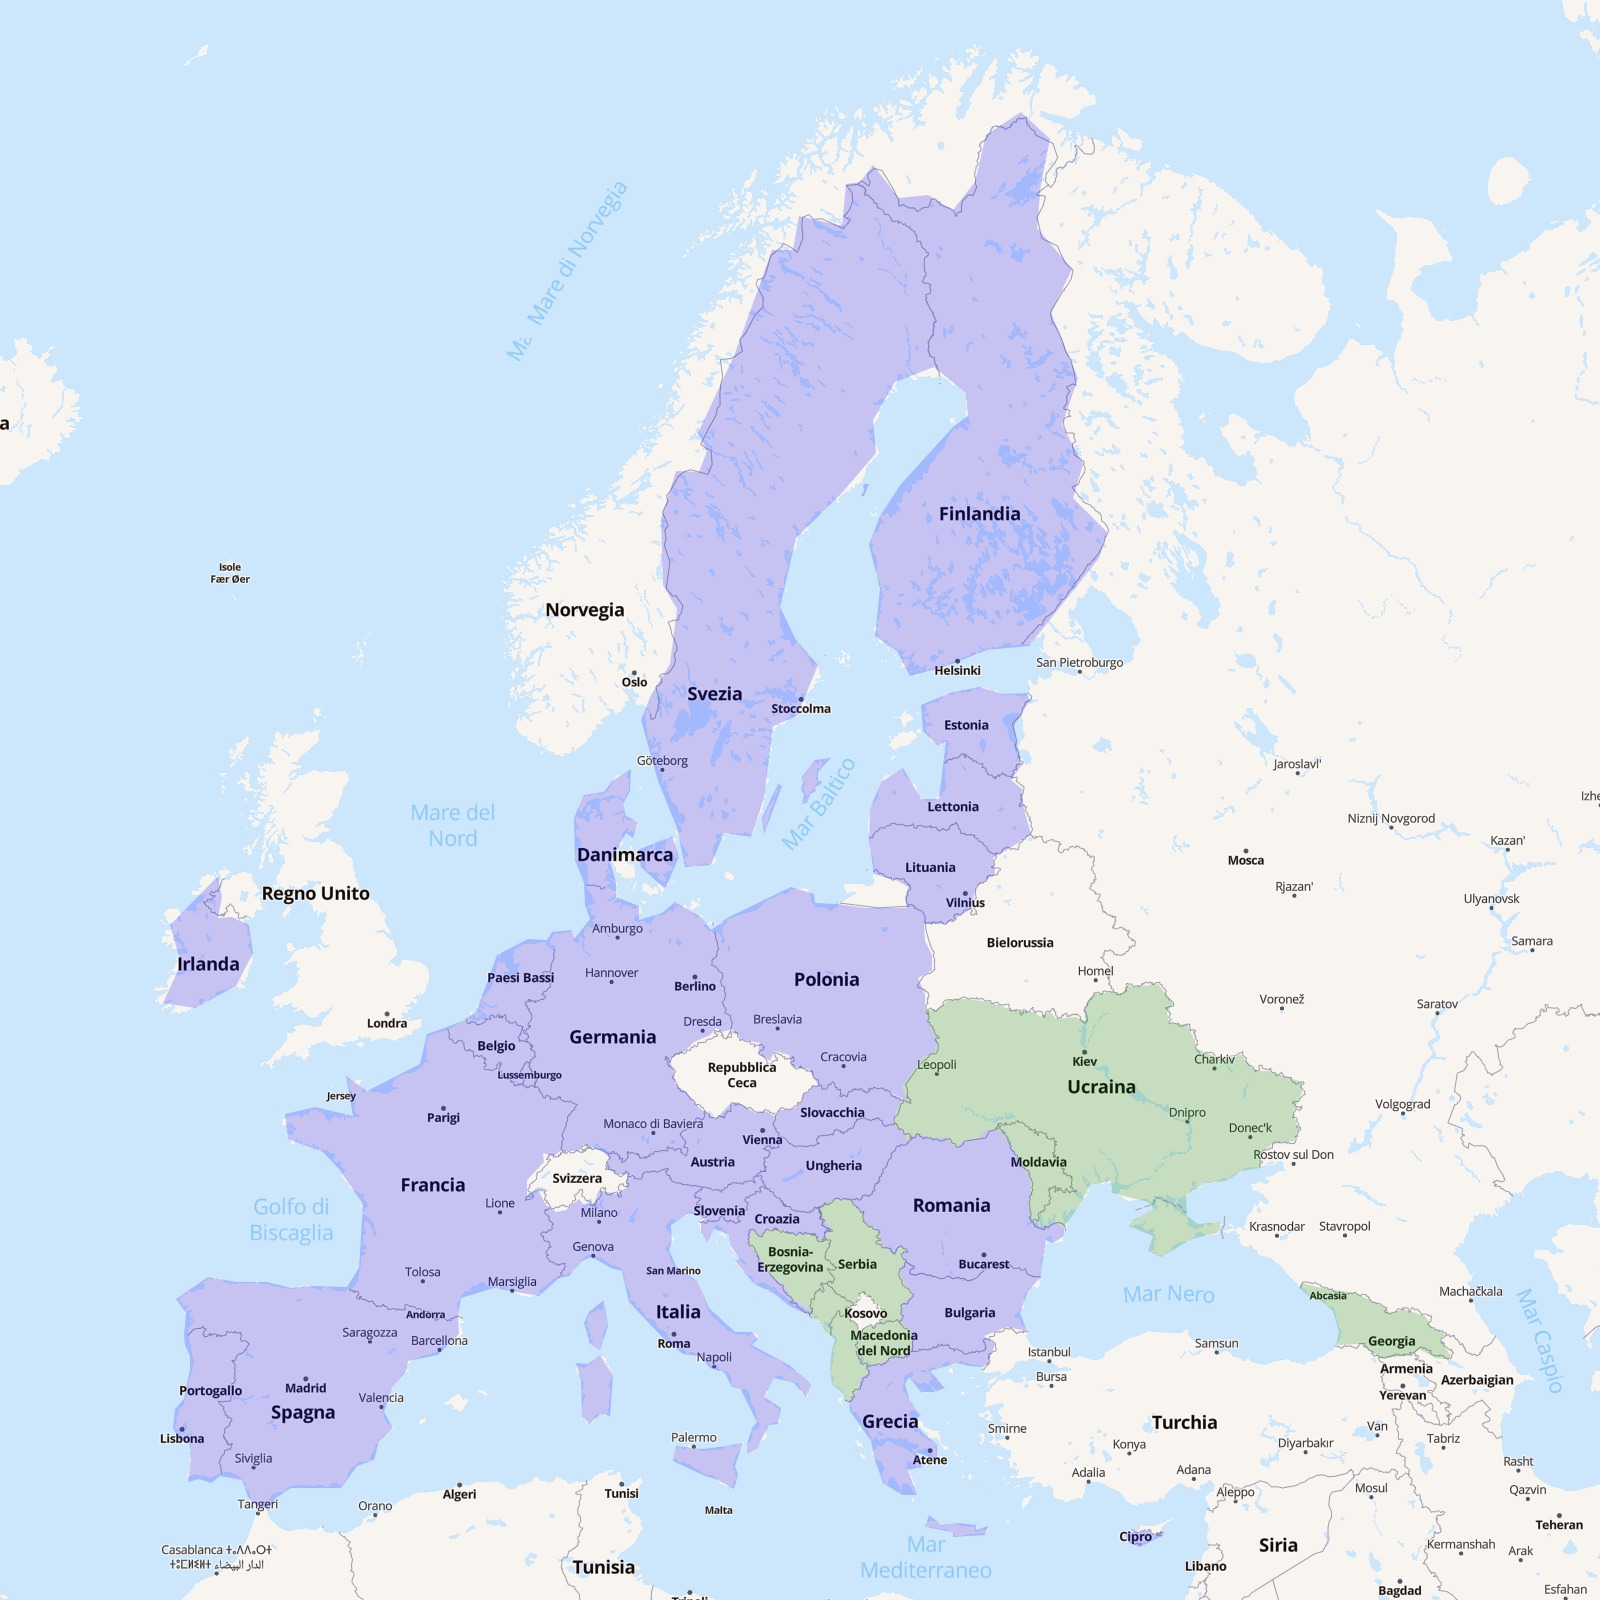 Mare di Norvegia
a
Isole
Fær Øer
Norvegia
Oslo
Finlandia
Helsinki
San Pietroburgo
Svezia
Stoccolma
Göteborg
Estonia
Mare del
Nord
Mar Baltico
Lettonia
Jaroslavl'
Izhe
Niznij Novgorod
Kazan'
Danimarca
Lituania
Mosca
Rjazan'
Regno Unito
Vilnius
Ulyanovsk
Amburgo
Bielorussia
Samara
Irlanda
Paesi Bassi
Hannover
Berlino
Polonia
Homel
Voronež
Saratov
Londra
Dresda
Breslavia
Germania
Belgio
Cracovia
Kiev
Charkiv
Leopoli
Repubblica
Ceca
Lussemburgo
Ucraina
Jersey
Parigi
Slovacchia
Dnipro
Volgograd
Monaco di Baviera
Vienna
Donec'k
Austria
Ungheria
Moldavia
Rostov sul Don
Svizzera
Francia
Lione
Romania
Golfo di
Biscaglia
Milano
Slovenia
Croazia
Krasnodar
Stavropol
Genova
Bosnia-
Erzegovina
Serbia
Bucarest
Tolosa
Marsiglia
San Marino
Mar Nero
Abcasia
Machačkala
Mar Caspio
Andorra
Italia
Kosovo
Bulgaria
Saragozza
Barcellona
Roma
Macedonia
del Nord
Samsun
Georgia
Napoli
Istanbul
Bursa
Armenia
Azerbaigian
Portogallo
Madrid
Valencia
Yerevan
Spagna
Grecia
Turchia
Lisbona
Palermo
Smirne
Van
Siviglia
Atene
Konya
Diyarbakır
Tabriz
Adalia
Adana
Rasht
Tangeri
Orano
Algeri
Tunisi
Malta
Aleppo
Mosul
Qazvin
Cipro
Teheran
Casablanca ⵜⴰⴷⴷⴰⵔⵜ
ⵜⵓⵎⵍⵉⵍⵜ الدار البيضاء
Mar
Mediterraneo
Siria
Kermanshah
Arak
Tunisia
Libano
Bagdad
Esfahan
Tripoli